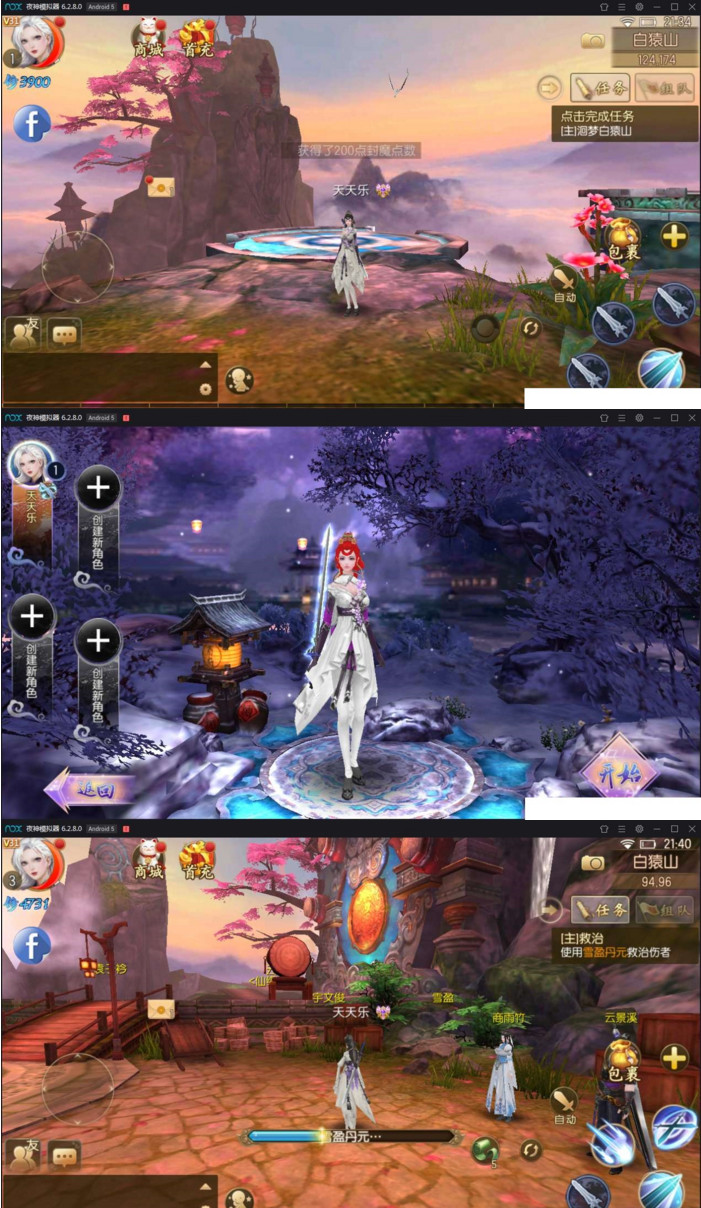 nox 夜神模拟器 6.2.8.0 Android 5
V31
商城
首充
21:34
白猿山
124,174
1
3900
任务
组队
f
点击完成任务
[主]洄梦白猿山
获得了200点封魔点数
天天乐
包裹
自动
友
nox 夜神模拟器 6.2.8.0 Android 5
1
天天乐
创建新角色
创建新角色
创建新角色
返回
开始
nox 夜神模拟器 6.2.8.0 Android 5
V31
商城
首充
21:40
白猿山
94,96
3
4731
任务
组队
f
[主]救治
使用雪盈丹元救治伤者
宇文俊
雪盈
天天乐
商雨竹
云景溪
包裹
自动
盈丹元…
5
友